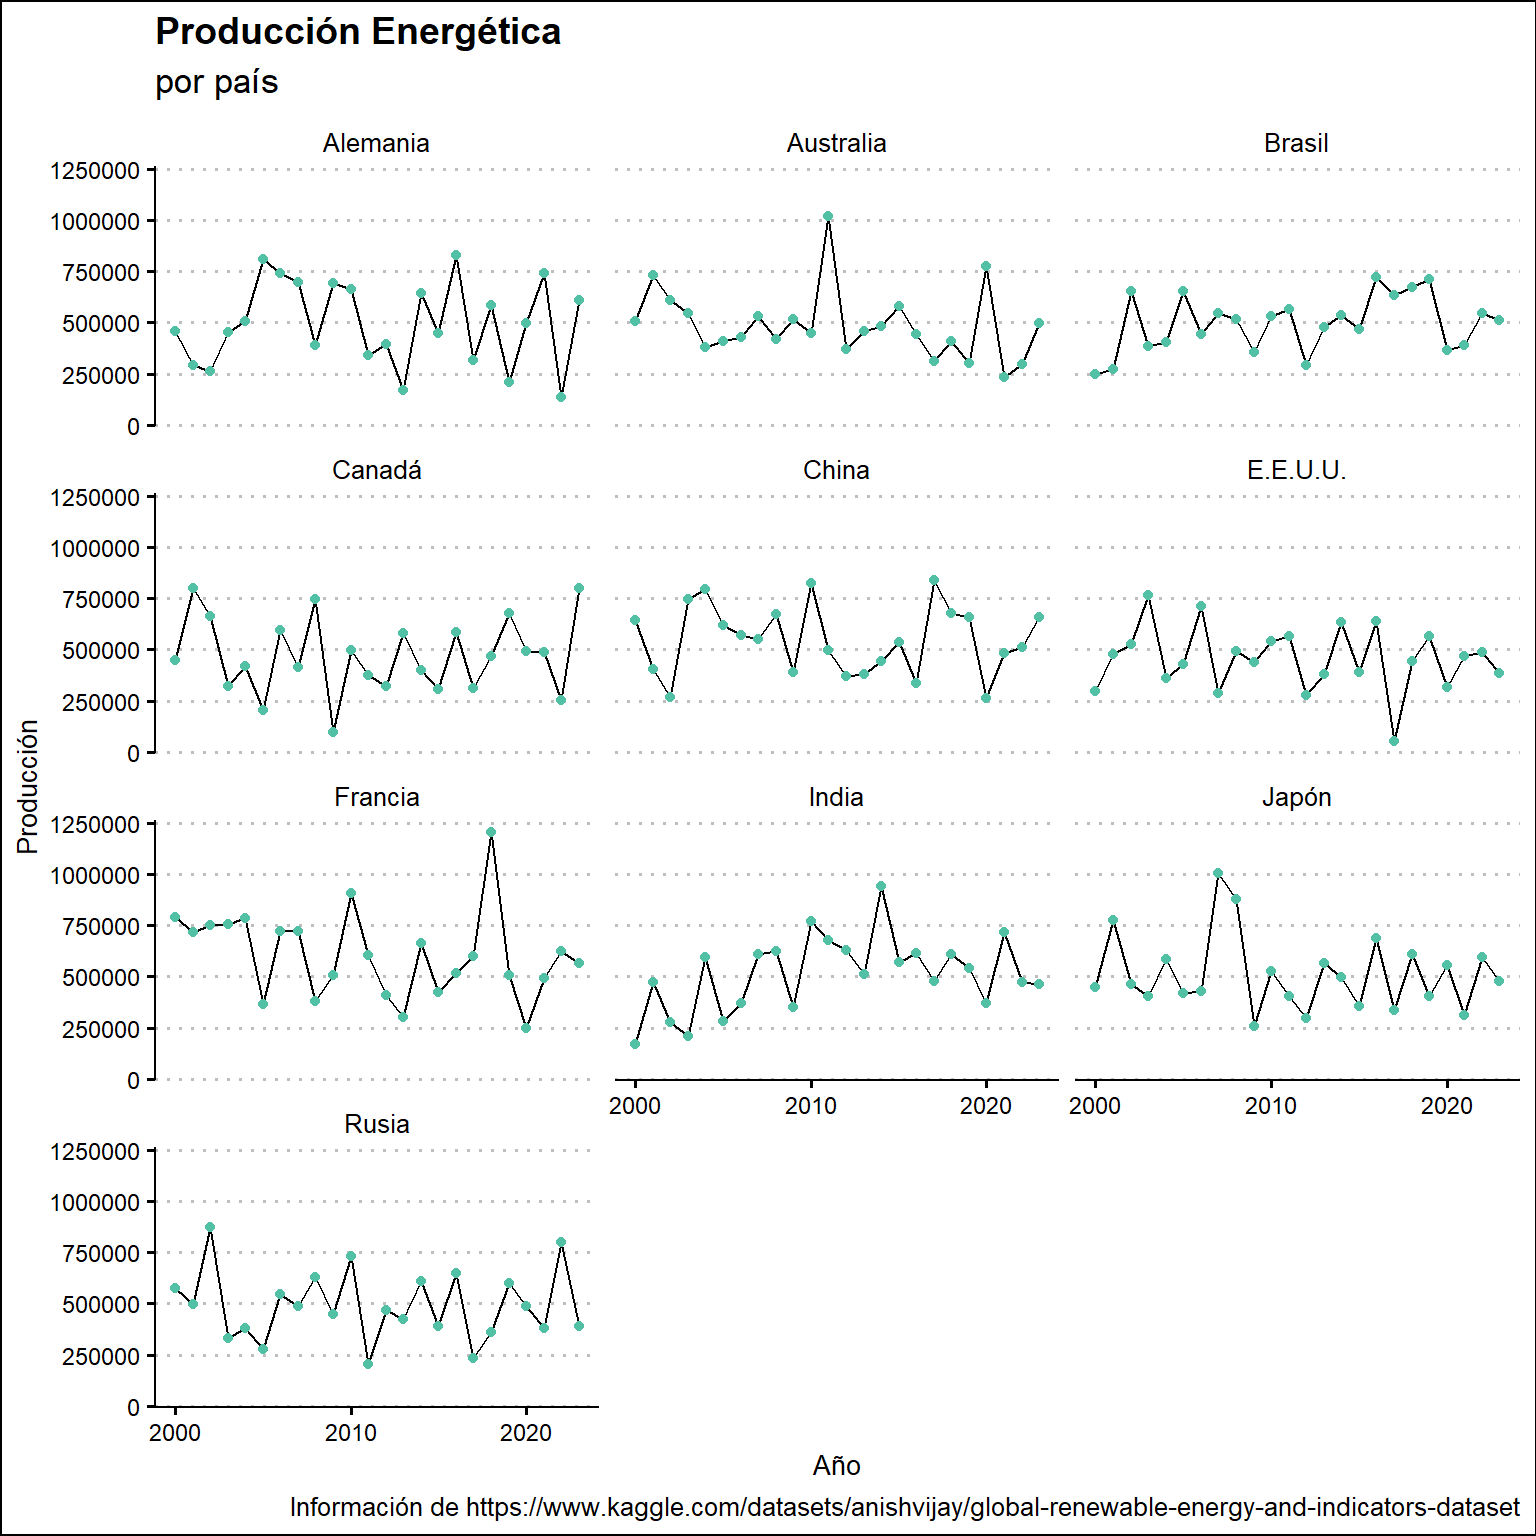 Producción Energética
por país
Alemania
Australia
Brasil
1250000
1000000
750000
500000
250000
0
Canadá
China
E.E.U.U.
1250000
1000000
750000
500000
250000
0
Producción
Francia
India
Japón
1250000
1000000
750000
500000
250000
0
2000 2010 2020
2000 2010 2020
Rusia
1250000
1000000
750000
500000
250000
0
2000 2010 2020
Año
Información de https://www.kaggle.com/datasets/anishvijay/global-renewable-energy-and-indicators-dataset